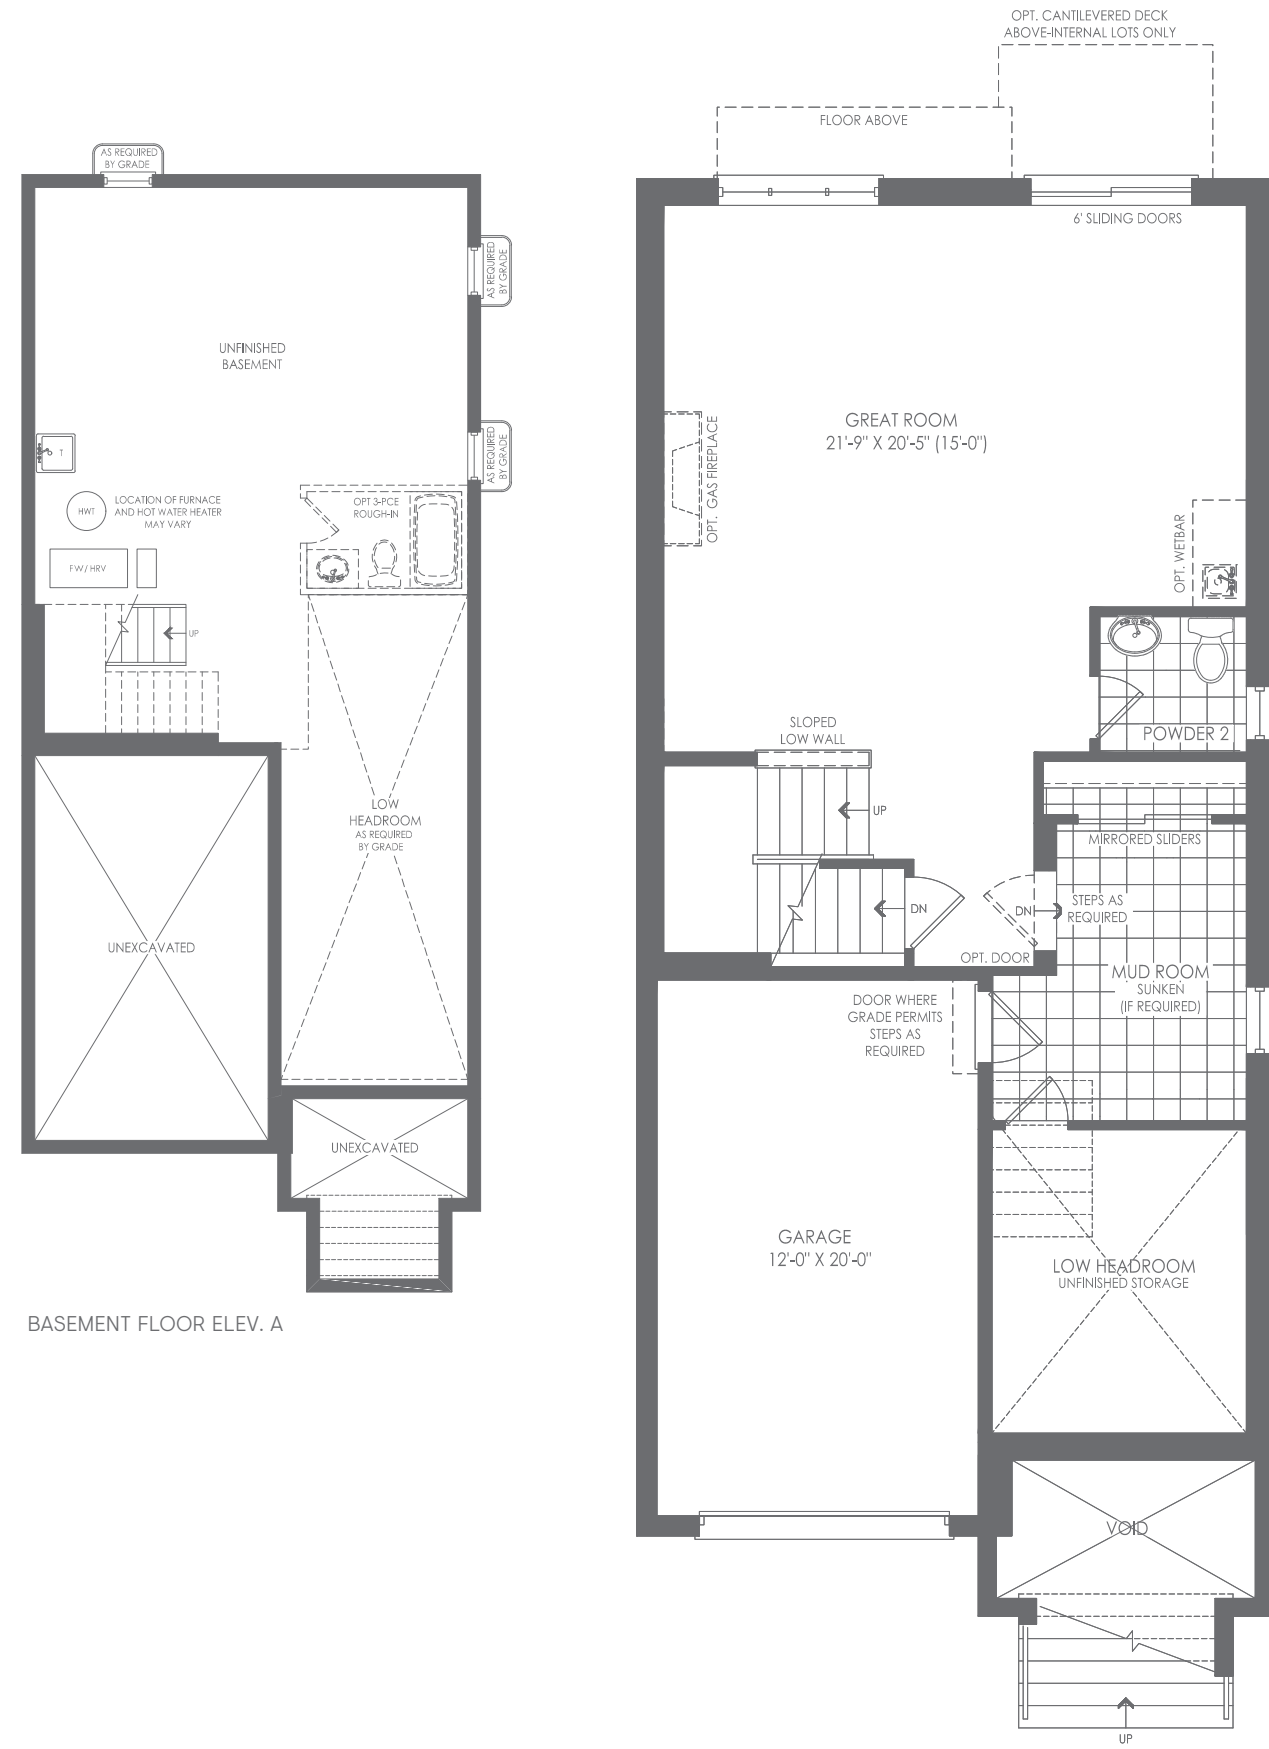 AS REQUIRED
BY GRADE
AS REQUIRED
BY GRADE
UNFINISHED
BASEMENT
AS REQUIRED
BY GRADE
T
HWT
LOCATION OF FURNACE
AND HOT WATER HEATER
MAY VARY
OPT 3-PCE
ROUGH-IN
FW / HRV
UP
LOW
HEADROOM
AS REQUIRED
BY GRADE
UNEXCAVATED
UNEXCAVATED
BASEMENT FLOOR ELEV. A
OPT. CANTILEVERED DECK
ABOVE-INTERNAL LOTS ONLY
FLOOR ABOVE
6' SLIDING DOORS
GREAT ROOM
21'-9" X 20'-5" (15'-0")
OPT. GAS FIREPLACE
OPT. WETBAR
POWDER 2
SLOPED
LOW WALL
UP
MIRRORED SLIDERS
DN
DN
STEPS AS
REQUIRED
OPT. DOOR
MUD ROOM
SUNKEN
(IF REQUIRED)
DOOR WHERE
GRADE PERMITS
STEPS AS
REQUIRED
GARAGE
12'-0" X 20'-0"
LOW HEADROOM
UNFINISHED STORAGE
VOID
UP